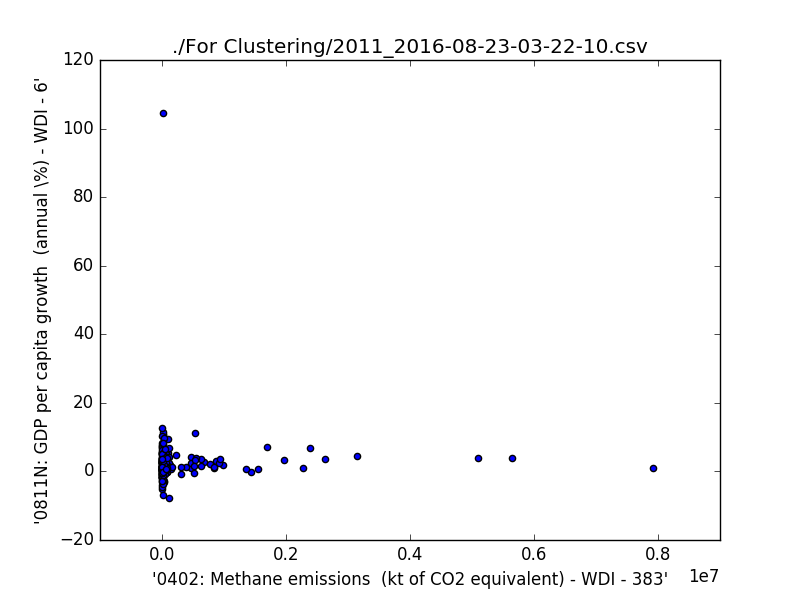 ./For Clustering/2011_2016-08-23-03-22-10.csv
120
100
80
60
40
20
0
−20
'0811N: GDP per capita growth  (annual \%) - WDI - 6'
0.0 0.2 0.4 0.6 0.8
1e7
'0402: Methane emissions  (kt of CO2 equivalent) - WDI - 383'